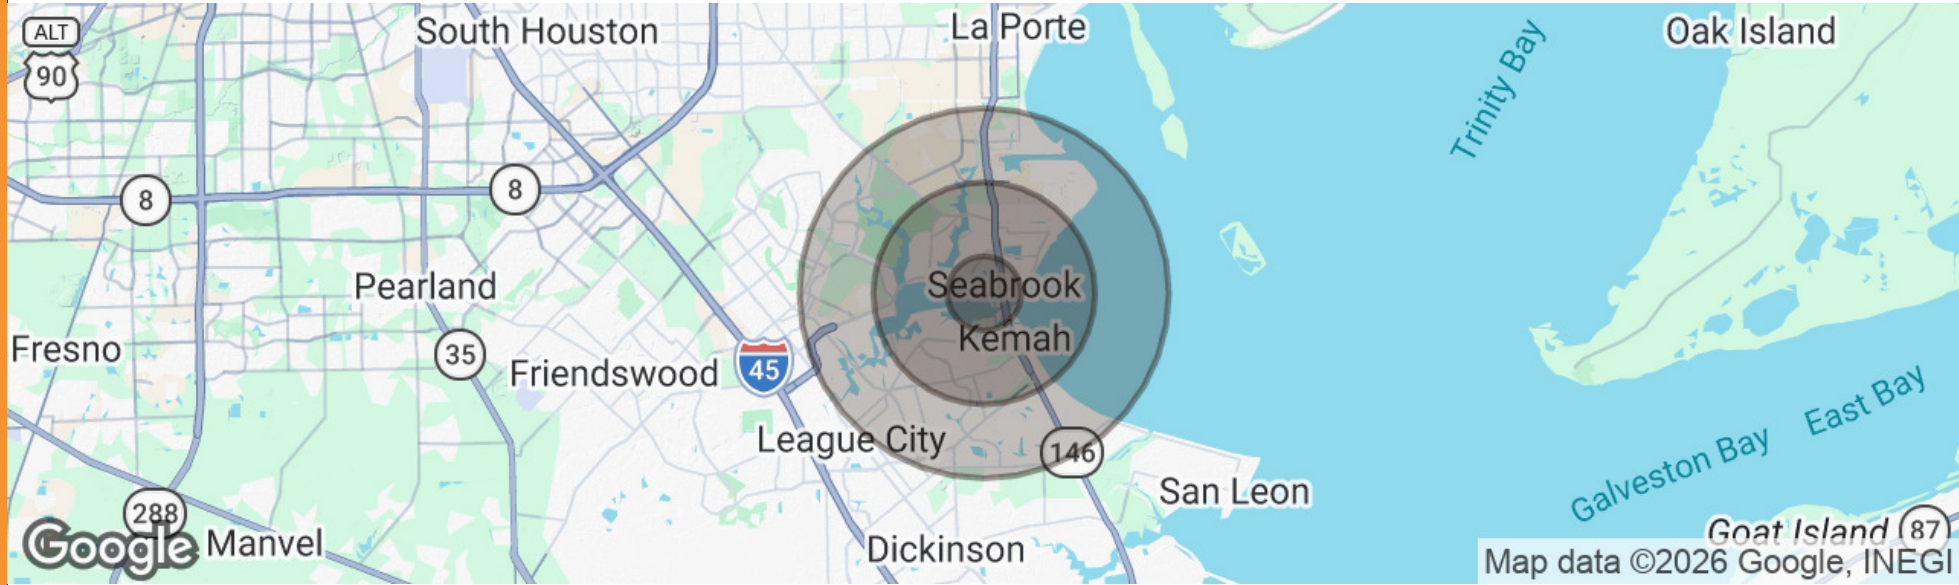 ALT
90
South Houston
La Porte
Oak Island
Trinity Bay
8
8
Pearland
Seabrook
Kemah
Fresno
35
Friendswood
45
League City
146
East Bay
Galveston Bay
San Leon
288
Google
Manvel
Dickinson
Goat Island
87
Map data ©2026 Google, INEGI